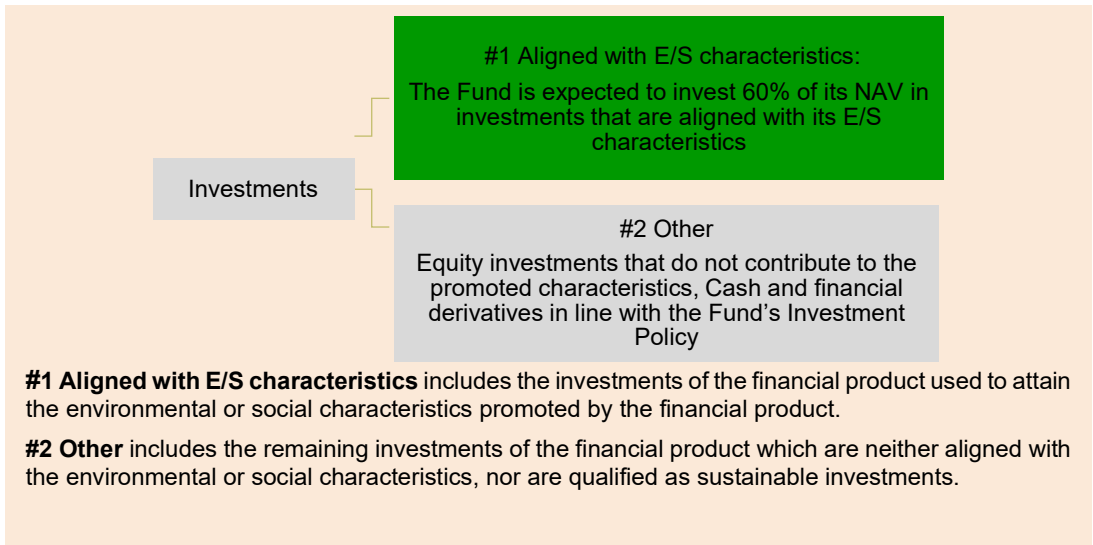 #1 Aligned with E/S characteristics:
The Fund is expected to invest 60% of its NAV in
investments that are aligned with its E/S
characteristics
Investments
#2 Other
Equity investments that do not contribute to the
promoted characteristics, Cash and financial
derivatives in line with the Fund’s Investment
Policy
#1 Aligned with E/S characteristics includes the investments of the financial product used to attain
the environmental or social characteristics promoted by the financial product.
#2 Other includes the remaining investments of the financial product which are neither aligned with
the environmental or social characteristics, nor are qualified as sustainable investments.